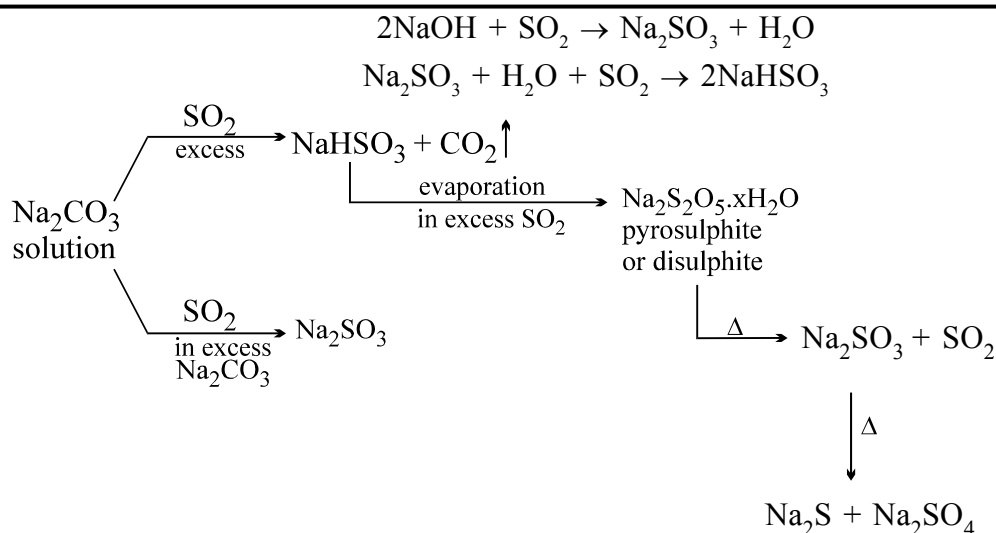 2NaOH + SO₂ → Na₂SO₃ + H₂O
Na₂SO₃ + H₂O + SO₂ → 2NaHSO₃
SO₂
excess
NaHSO₃ + CO₂↑
evaporation
in excess SO₂
Na₂CO₃
solution
Na₂S₂O₅.xH₂O
pyrosulphite
or disulphite
SO₂
in excess
Na₂CO₃
Na₂SO₃
Δ
Na₂SO₃ + SO₂
Δ
Na₂S + Na₂SO₄